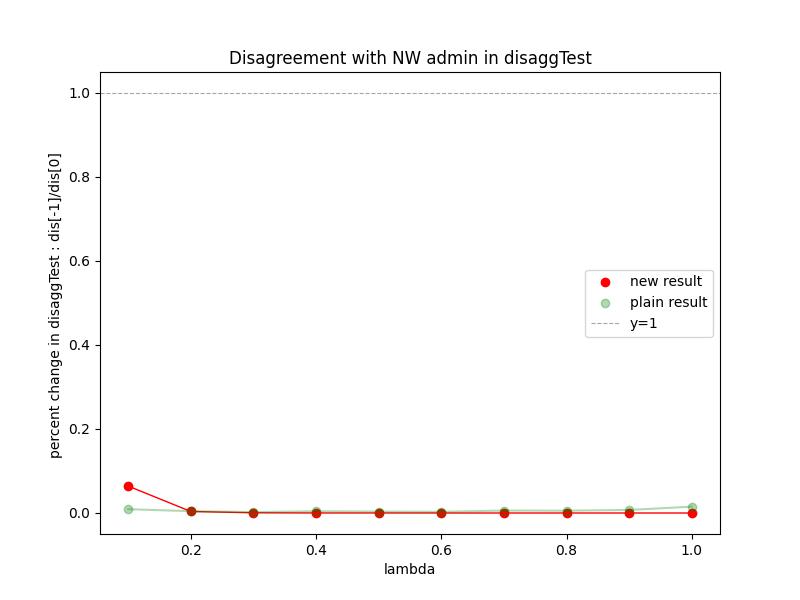 Disagreement with NW admin in disaggTest
percent change in disaggTest : dis[-1]/dis[0]
1.0
0.8
0.6
0.4
0.2
0.0
new result
plain result
y=1
0.2 0.4 0.6 0.8 1.0
lambda